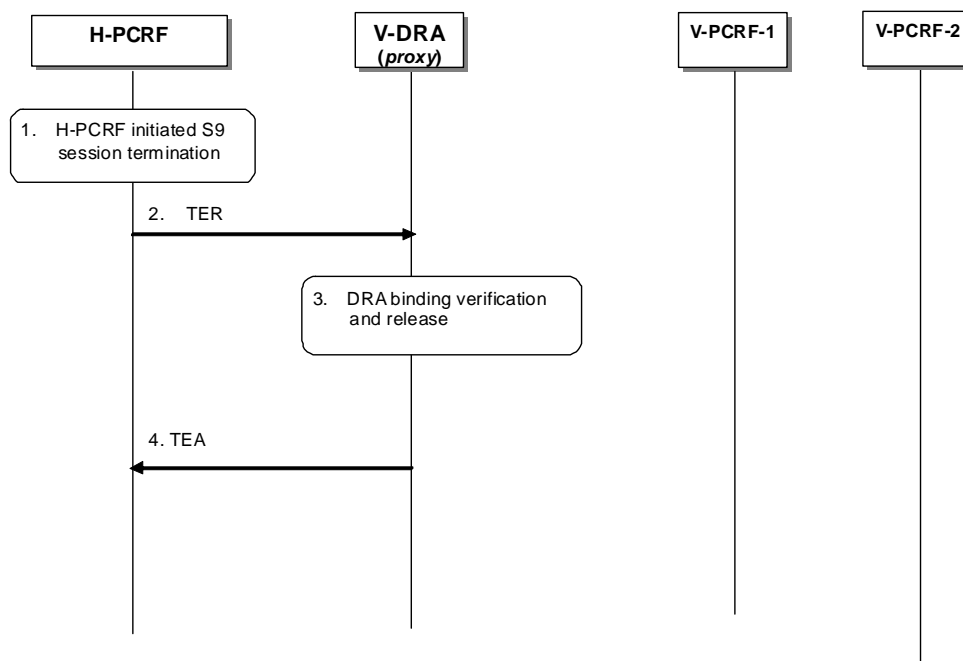 H-PCRF
V-DRA
(proxy)
V-PCRF-1
V-PCRF-2
1. H-PCRF initiated S9
session termination
2. TER
3. DRA binding verification
and release
4. TEA